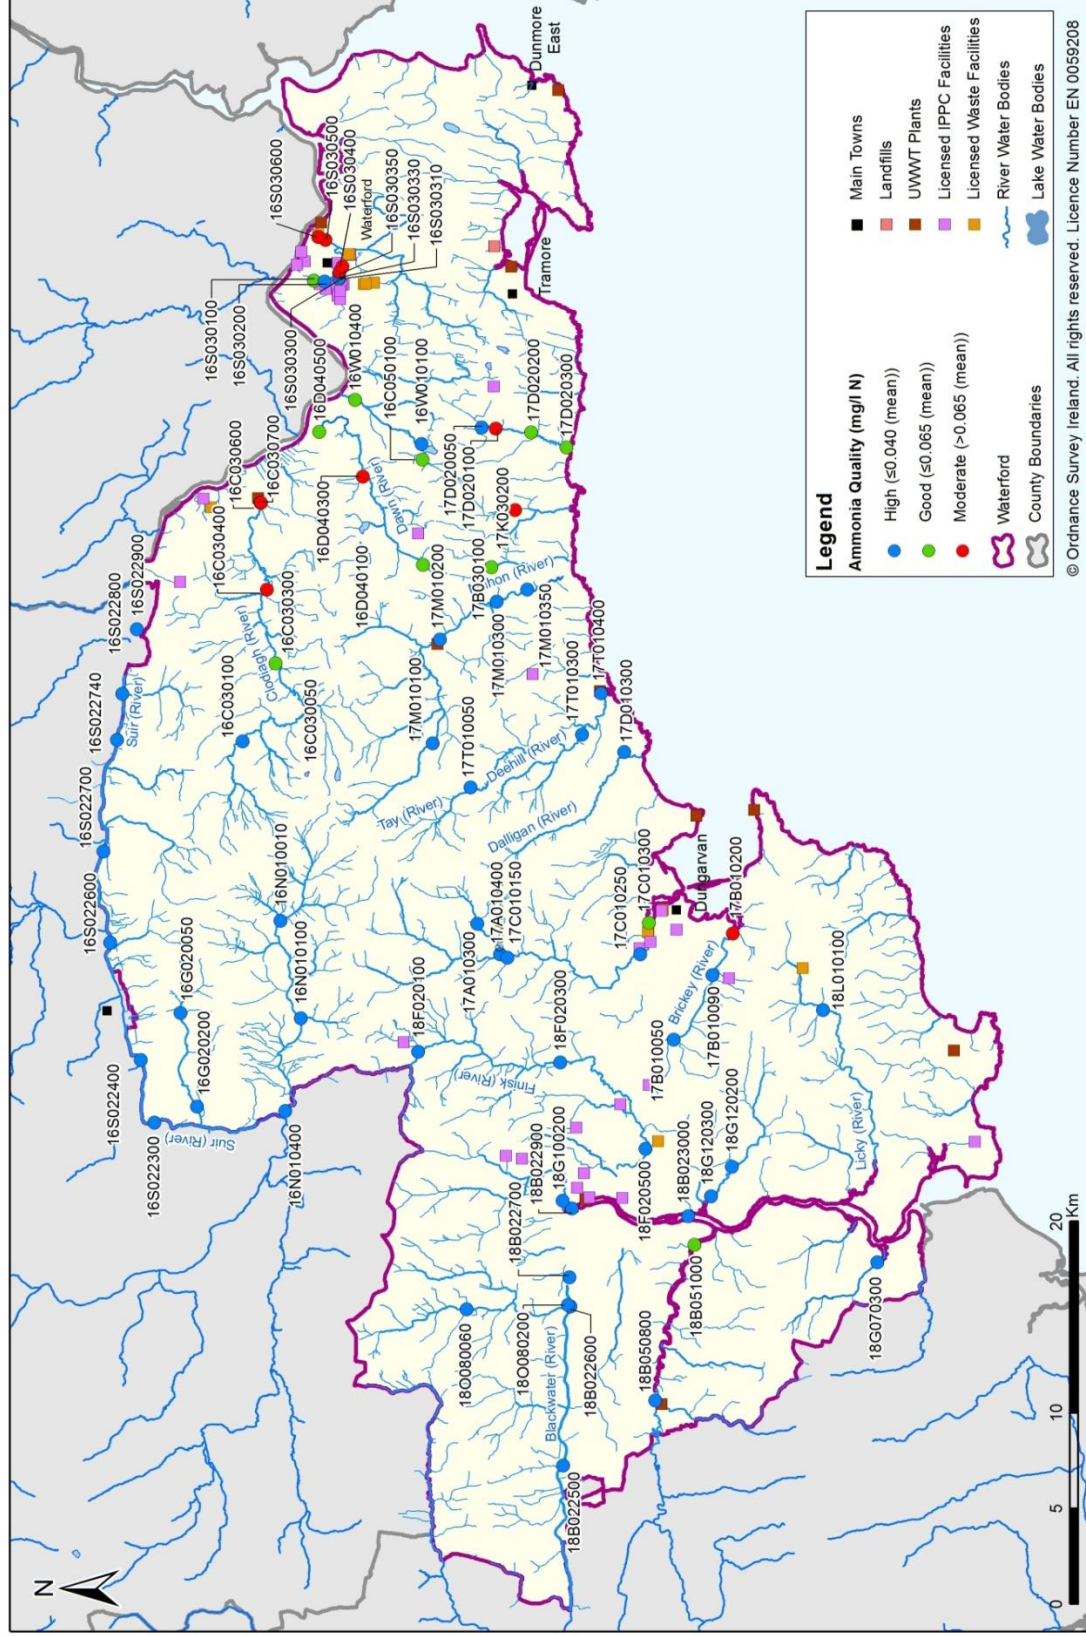 N
16S022300
16S022400
16S022600
16S022700
16S022740
16S022800
16S022900
Suir (River)
Suir (River)
16G020050
16G020200
16N010400
16N010100
16N010010
16C030100
16C030050
Clodiagh (River)
16C030300
16C030400
16C030600
16C030700
16S030100
16S030200
16S030300
16S030600
16S030500
16S030400
Waterford
16S030350
16S030330
16S030310
16D040500
16W010400
16C050100
16W010100
16D040300
Dawn (River)
16D040100
17M010200
17M010100
17B030100
ahon (River)
17M010300
17M010350
17K030200
17D020050
17D020100
17D020200
17D020300
Tramore
Dunmore
East
17T010050
Tay (River)
Deehill (River)
17T010300
17T010400
Dalligan (River)
17D010300
18F020100
17A010300
17A010400
17C010150
Finisk (River)
18F020300
17C010250
17C010300
Dungarvan
17B010200
Brickey (River)
17B010050
17B010090
18L010100
Licky (River)
18O080060
18O080200
18B022700
18B022900
18G100200
Blackwater (River)
18B022500
18B022600
18F020500
18B023000
18G120300
18G120200
18B050800
18B051000
18G070300
Legend
Ammonia Quality (mg/l N)
High (≤0.040 (mean))
Good (≤0.065 (mean))
Moderate (>0.065 (mean))
Waterford
County Boundaries
Main Towns
Landfills
UWWT Plants
Licensed IPPC Facilities
Licensed Waste Facilities
River Water Bodies
Lake Water Bodies
0 5 10 20
Km
© Ordnance Survey Ireland. All rights reserved. Licence Number EN 0059208